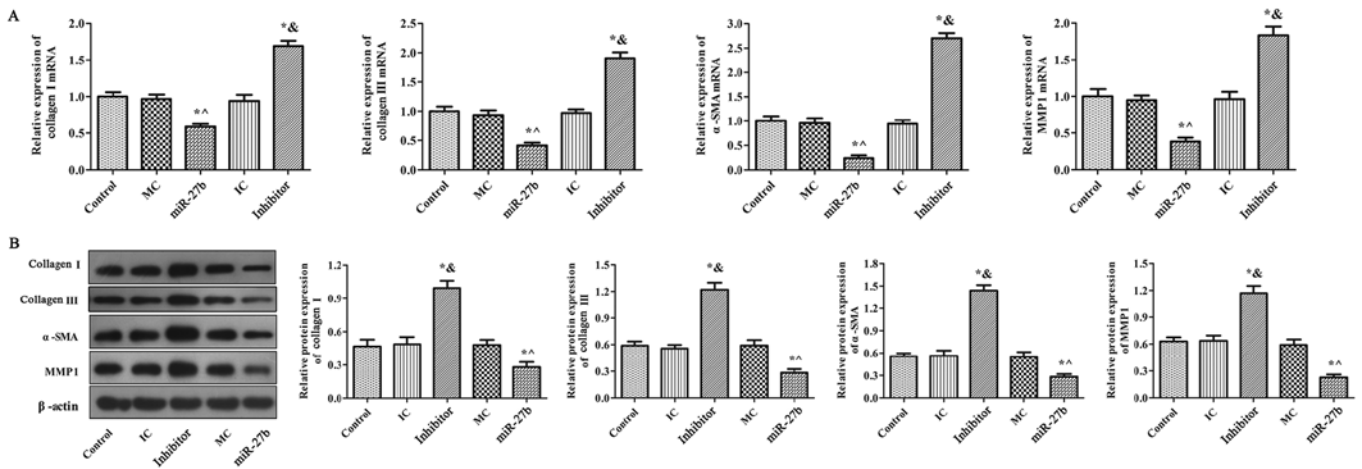 A
Relative expression of
collagen I mRNA
2.0
1.5
1.0
0.5
0.0
*^
*&
Control
MC
miR-27b
IC
Inhibitor
Relative expression of
collagen III mRNA
2.5
2.0
1.5
1.0
0.5
0.0
*^
*&
Control
MC
miR-27b
IC
Inhibitor
Relative expression of
α-SMA mRNA
3.0
2.5
2.0
1.0
0.5
0.0
*^
*&
Control
MC
miR-27b
IC
Inhibitor
Relative expression of
MMP1 mRNA
2.0
1.5
1.0
0.5
0.0
*^
*&
Control
MC
miR-27b
IC
Inhibitor
B
Collagen I
Collagen III
α-SMA
MMP1
β-actin
Control
IC
Inhibitor
MC
miR-27b
Relative protein expression
of collagen I
1.2
0.9
0.6
0.3
0.0
*&
*^
Control
IC
Inhibitor
MC
miR-27b
Relative protein expression
of collagen III
1.5
1.2
0.9
0.6
0.3
0.0
*&
*^
Control
IC
Inhibitor
MC
miR-27b
Relative protein expression
of α-SMA
1.8
1.5
1.2
0.9
0.6
0.3
0.0
*&
*^
Control
IC
Inhibitor
MC
miR-27b
Relative protein expression
of MMP1
1.5
1.2
0.9
0.6
0.3
0.0
*&
*^
Control
IC
Inhibitor
MC
miR-27b